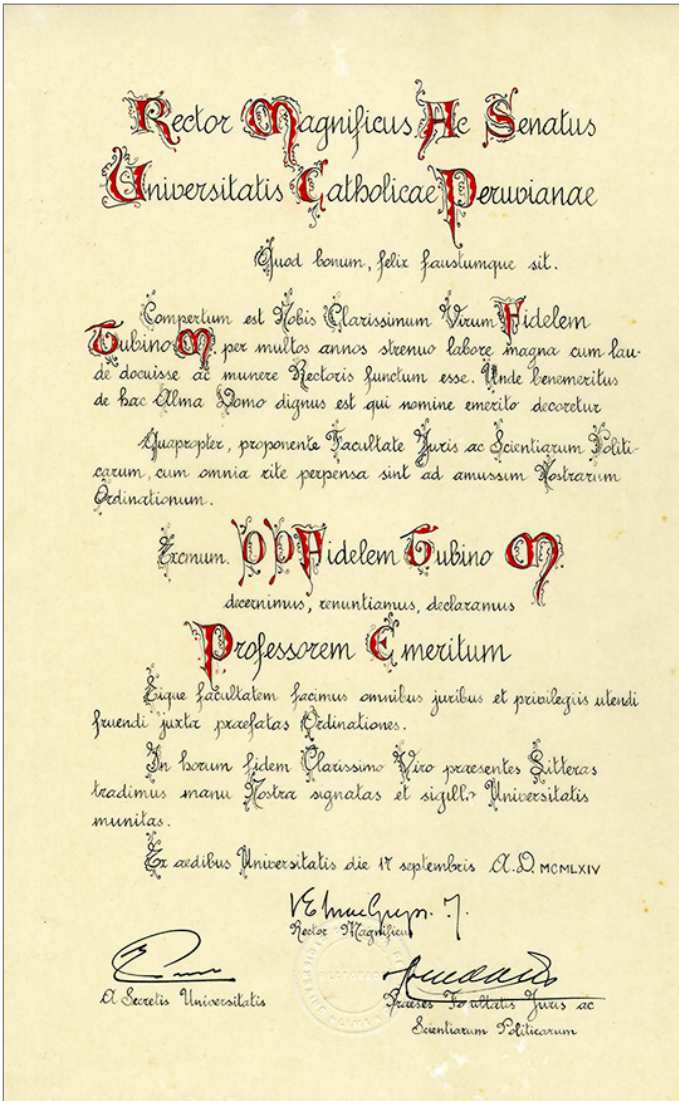 Rector Magnificus Ac Senatus
Universitatis Catholicae Peruvianae
Quod bonum, felix faustumque sit.
Compertum est Nobis Clarissimum Virum Fidelem
Tubino M. per multos annos strenuo labore magna cum lau-
de docuisse ac munere Rectoris functum esse. Unde benemeritus
de hac Alma Domo dignus est qui nomine emerito decoretur
Quapropter, proponente Facultate Juris ac Scientiarum Politi-
carum, cum omnia rite perpensa sint ad amussim Nostrarum
Ordinationum.
Excmum. DD Fidelem Tubino M
decernimus, renuntiamus, declaramus
Professorem Emeritum
Eique facultatem facimus omnibus juribus et privilegiis utendi
fruendi juxta praefatas Ordinationes.
In horum fidem Clarissimo Viro praesentes Litteras
tradimus manu Nostra signatas et sigillo Universitatis
munitas.
Ex aedibus Universitatis die 17 septembris A.D. MCMLXIV
Rector Magnificus
A Secretis Universitatis
Praeses Facultatis Juris ac
Scientiarum Politicarum